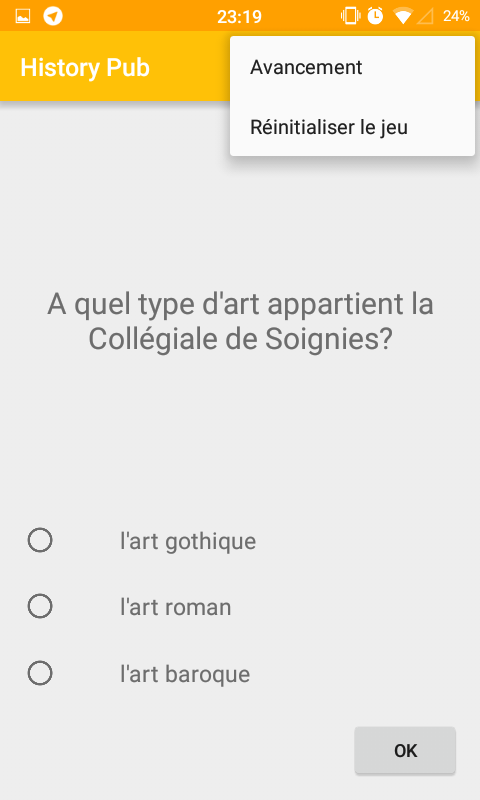 23:19
24%
History Pub
Avancement
Réinitialiser le jeu
A quel type d'art appartient la
Collégiale de Soignies?
l'art gothique
l'art roman
l'art baroque
OK